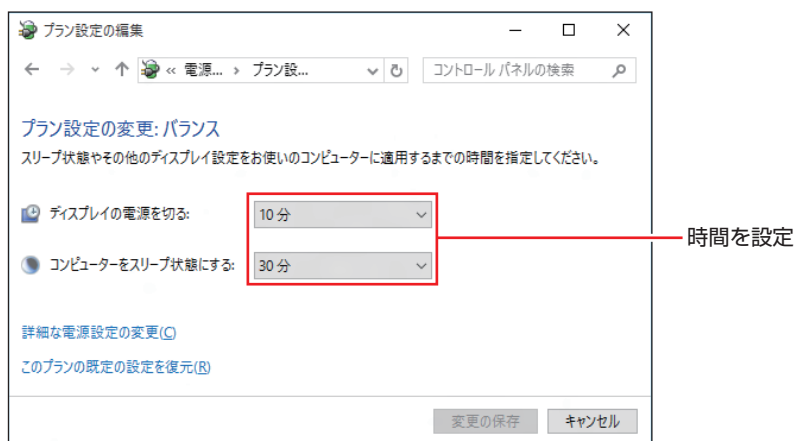 プラン設定の編集
« 電源... › プラン設...
コントロール パネルの検索
プラン設定の変更: バランス
スリープ状態やその他のディスプレイ設定をお使いのコンピューターに適用するまでの時間を指定してください。
ディスプレイの電源を切る: 10 分
時間を設定
コンピューターをスリープ状態にする: 30 分
詳細な電源設定の変更(C)
このプランの既定の設定を復元(R)
変更の保存 キャンセル